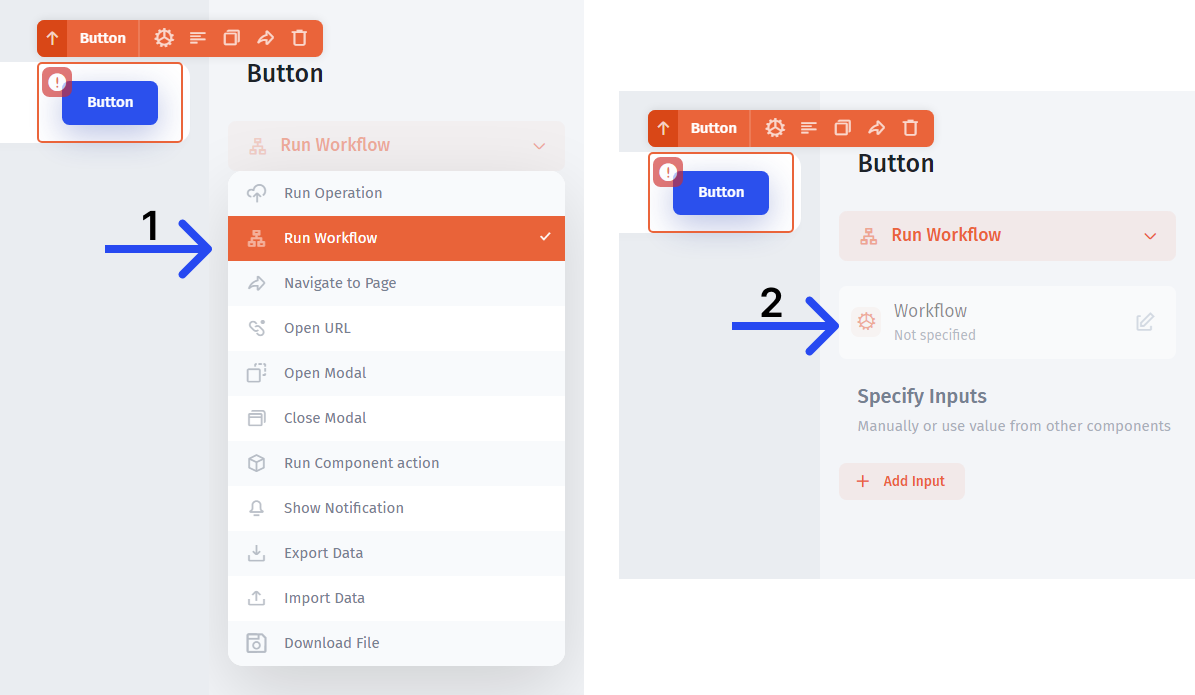 Button
Button
Button
Run Workflow
Run Operation
1
Run Workflow
Navigate to Page
Open URL
Open Modal
Close Modal
Run Component action
Show Notification
Export Data
Import Data
Download File
Button
Button
Button
Run Workflow
2
Workflow
Not specified
Specify Inputs
Manually or use value from other components
Add Input